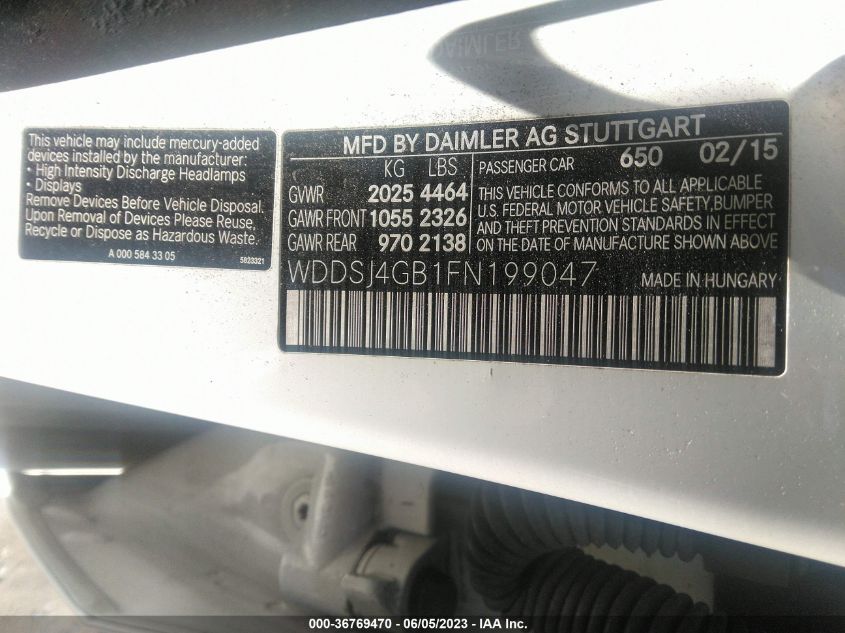 This vehicle may include mercury-added
devices installed by the manufacturer:
• High Intensity Discharge Headlamps
• Displays
Remove Devices Before Vehicle Disposal.
Upon Removal of Devices Please Reuse,
Recycle or Dispose as Hazardous Waste.
A 000 584 33 05
5823321
MFD BY DAIMLER AG STUTTGART
KG LBS
GVWR 2025 4464
GAWR FRONT 1055 2326
GAWR REAR 970 2138
PASSENGER CAR 650 02/15
THIS VEHICLE CONFORMS TO ALL APPLICABLE
U.S. FEDERAL MOTOR VEHICLE SAFETY, BUMPER
AND THEFT PREVENTION STANDARDS IN EFFECT
ON THE DATE OF MANUFACTURE SHOWN ABOVE
WDDSJ4GB1FN199047
MADE IN HUNGARY
000-36769470 - 06/05/2023 - IAA Inc.